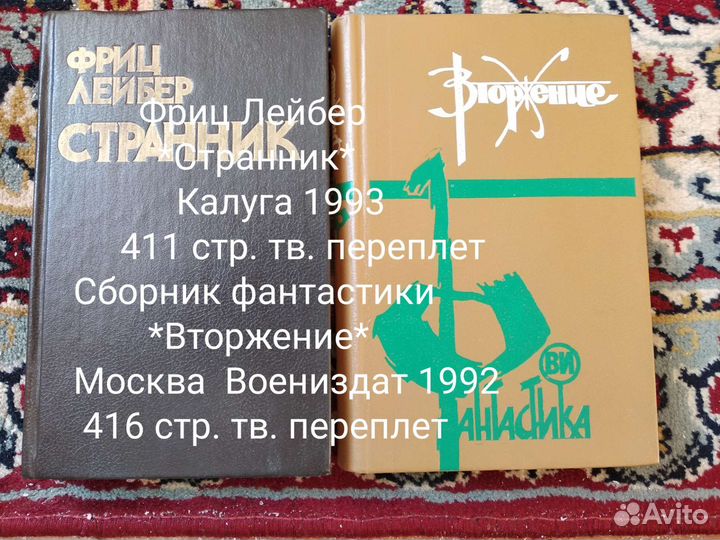 ФРИЦ
ЛЕЙБЕР
СТРАННИК
Вторжение
ВИ
Фантастика
Фриц Лейбер
*Странник*
Калуга 1993
411 стр. тв. переплет
Сборник фантастики
*Вторжение*
Москва Воениздат 1992
416 стр. тв. переплет
Avito